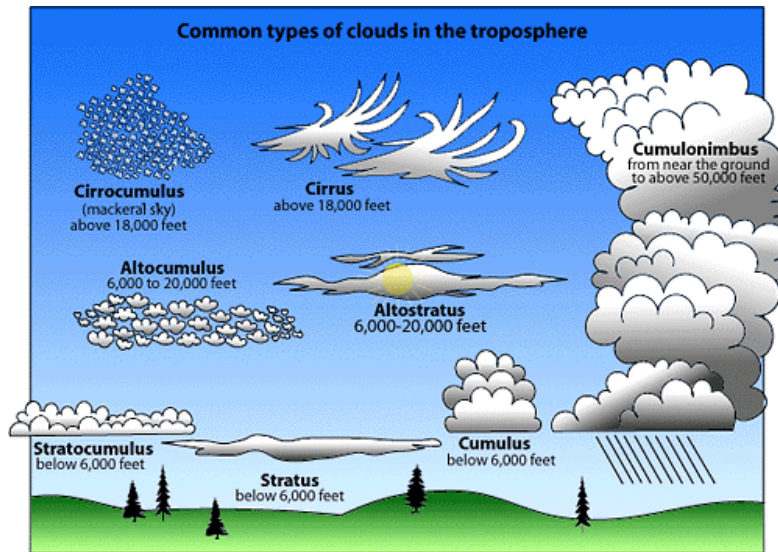 Common types of clouds in the troposphere
Cirrocumulus
(mackeral sky)
above 18,000 feet
Cirrus
above 18,000 feet
Cumulonimbus
from near the ground
to above 50,000 feet
Altocumulus
6,000 to 20,000 feet
Altostratus
6,000-20,000 feet
Stratocumulus
below 6,000 feet
Stratus
below 6,000 feet
Cumulus
below 6,000 feet